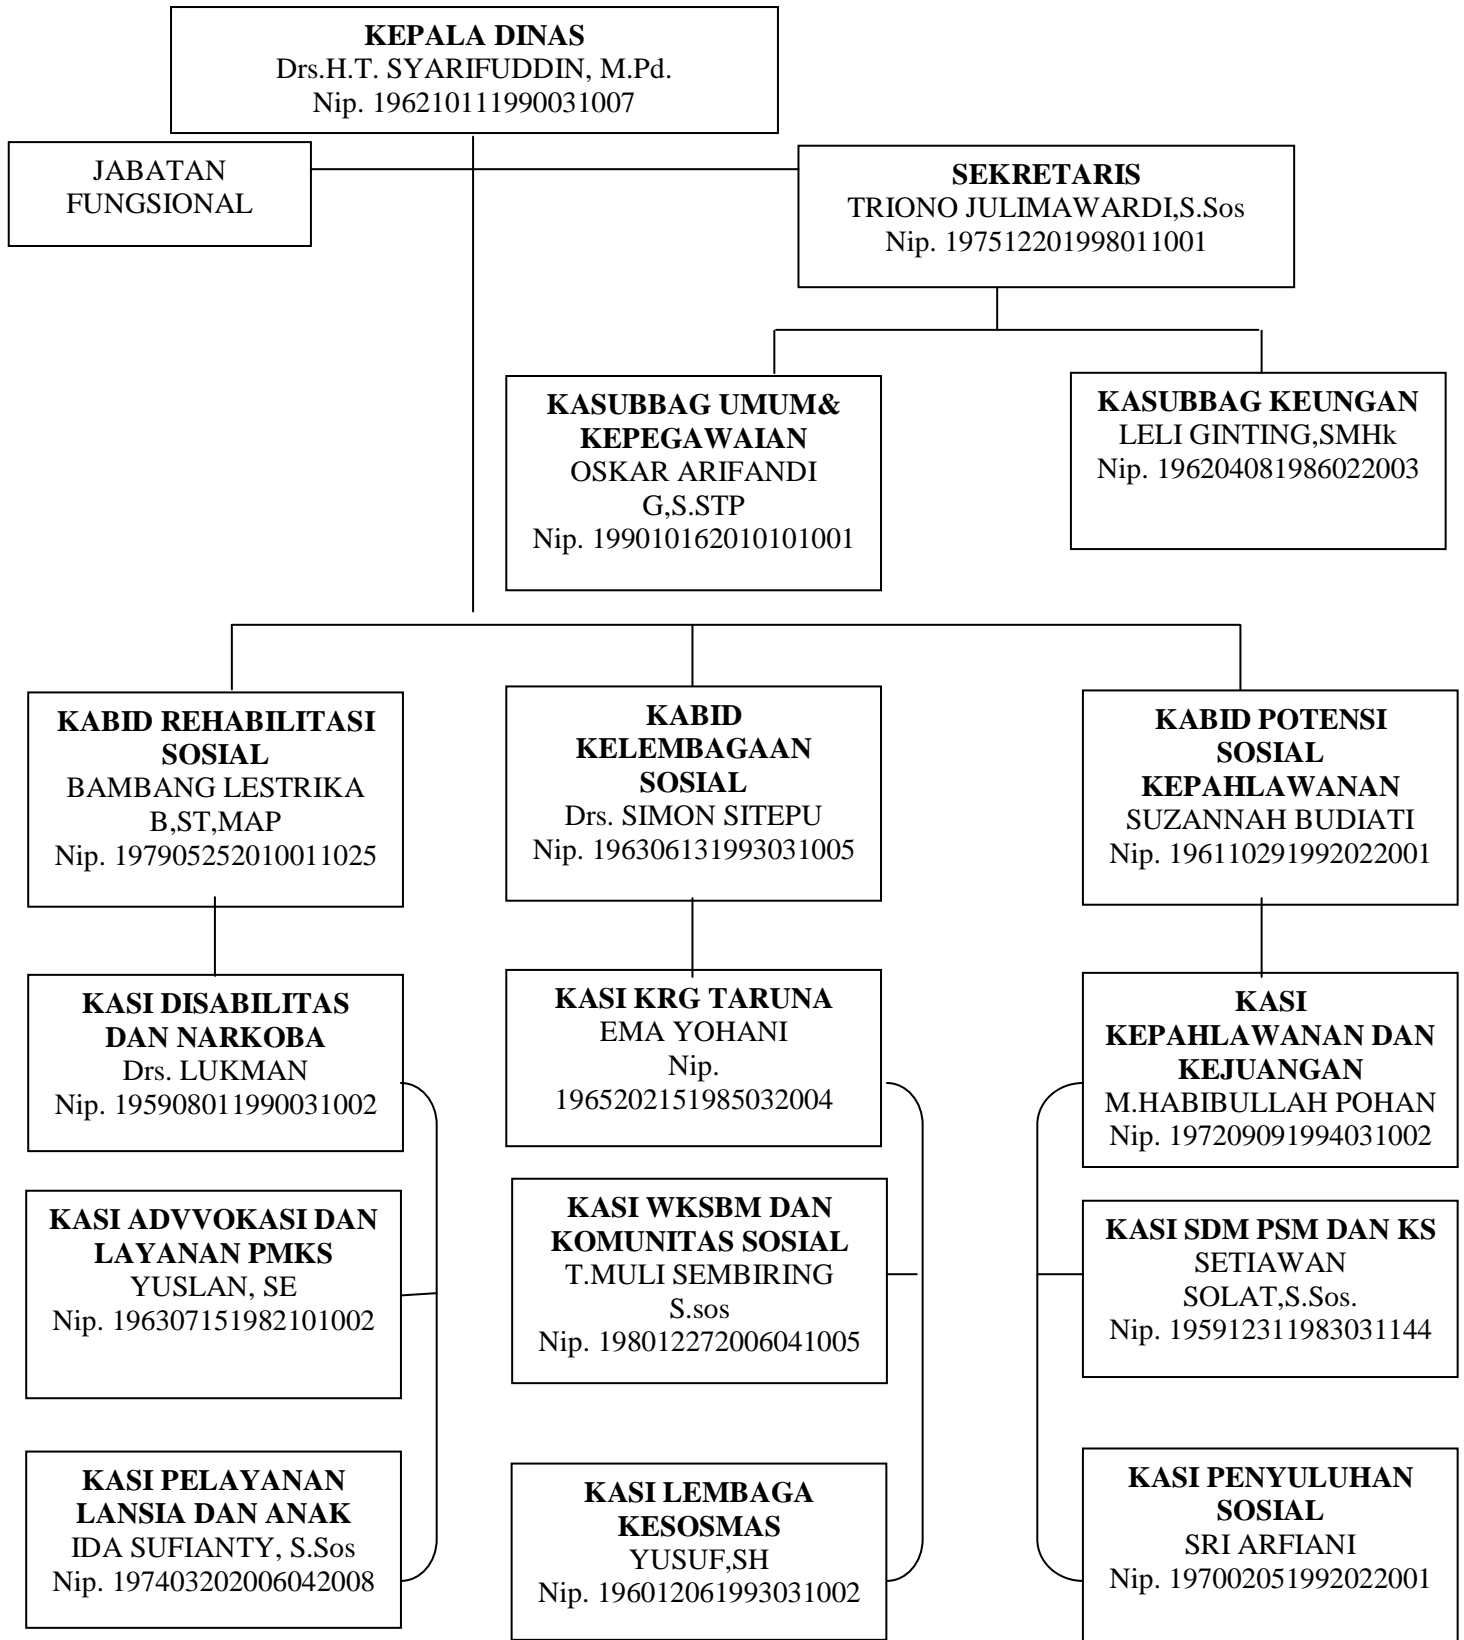 KEPALA DINAS
Drs.H.T. SYARIFUDDIN, M.Pd.
Nip. 196210111990031007
JABATAN
FUNGSIONAL
SEKRETARIS
TRIONO JULIMAWARDI,S.Sos
Nip. 197512201998011001
KASUBBAG UMUM&
KEPEGAWAIAN
OSKAR ARIFANDI
G,S.STP
Nip. 199010162010101001
KASUBBAG KEUNGAN
LELI GINTING,SMHk
Nip. 196204081986022003
KABID REHABILITASI
SOSIAL
BAMBANG LESTRIKA
B,ST,MAP
Nip. 197905252010011025
KABID
KELEMBAGAAN
SOSIAL
Drs. SIMON SITEPU
Nip. 196306131993031005
KABID POTENSI
SOSIAL
KEPAHLAWANAN
SUZANNAH BUDIATI
Nip. 196110291992022001
KASI DISABILITAS
DAN NARKOBA
Drs. LUKMAN
Nip. 195908011990031002
KASI KRG TARUNA
EMA YOHANI
Nip.
1965202151985032004
KASI
KEPAHLAWANAN DAN
KEJUANGAN
M.HABIBULLAH POHAN
Nip. 197209091994031002
KASI ADVVOKASI DAN
LAYANAN PMKS
YUSLAN, SE
Nip. 196307151982101002
KASI WKSBM DAN
KOMUNITAS SOSIAL
T.MULI SEMBIRING
S.sos
Nip. 198012272006041005
KASI SDM PSM DAN KS
SETIAWAN
SOLAT,S.Sos.
Nip. 195912311983031144
KASI PELAYANAN
LANSIA DAN ANAK
IDA SUFIANTY, S.Sos
Nip. 197403202006042008
KASI LEMBAGA
KESOSMAS
YUSUF,SH
Nip. 196012061993031002
KASI PENYULUHAN
SOSIAL
SRI ARFIANI
Nip. 197002051992022001